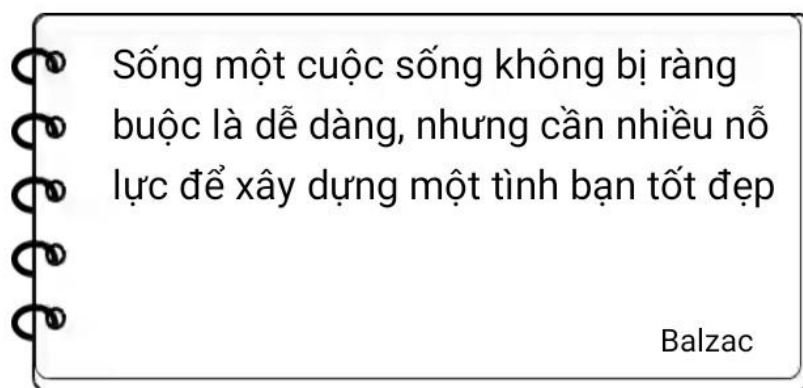 Sống một cuộc sống không bị ràng
buộc là dễ dàng, nhưng cần nhiều nỗ
lực để xây dựng một tình bạn tốt đẹp
Balzac